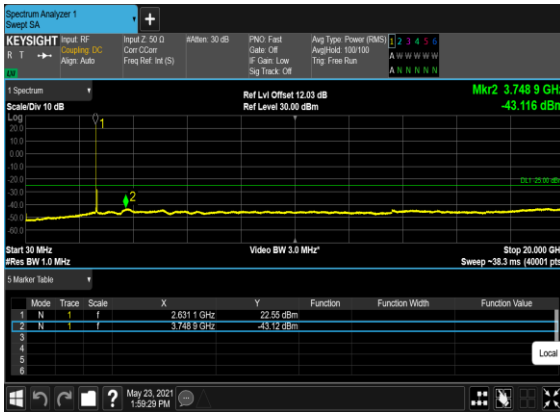 Spectrum Analyzer 1
Swept SA
+
KEYSIGHT Input: RF Input Z: 50 Ω #Atten: 30 dB PNO: Fast Avg Type: Power (RMS) 1 2 3 4 5 6
R T Coupling: DC Corr CCorr Gate: Off Avg|Hold: 100/100 A W W W W W
Align: Auto Freq Ref: Int (S) IF Gain: Low Trig: Free Run
LW Sig Track: Off A N N N N N
1 Spectrum Ref Lvl Offset 12.03 dB Mkr2 3.748 9 GHz
Scale/Div 10 dB Ref Level 30.00 dBm -43.116 dBm
Log
20.0
10.0
0.00
-10.0
-20.0
-30.0
-40.0
-50.0
-60.0
1
2
DL1 -25.00 dBm
Start 30 MHz Video BW 3.0 MHz* Stop 20.000 GHz
#Res BW 1.0 MHz Sweep ~38.3 ms (40001 pts)
5 Marker Table
Mode Trace Scale X Y Function Function Width Function Value
1 N 1 f 2.631 1 GHz 22.55 dBm
2 N 1 f 3.748 9 GHz -43.12 dBm
3
4
5
6
Local
? May 23, 2021
1:59:29 PM